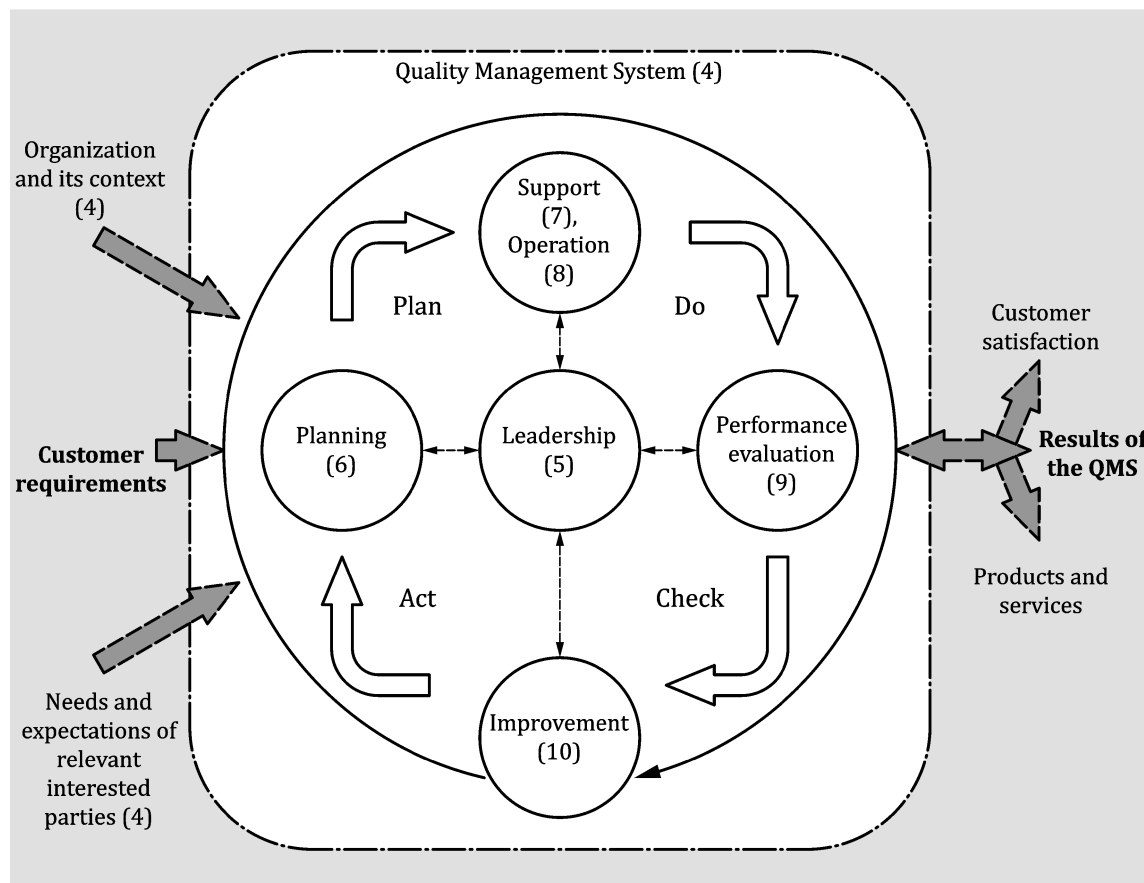 Quality Management System (4)
Organization
and its context
(4)
Support
(7),
Operation
(8)
Plan
Do
Customer
satisfaction
Customer
requirements
Planning
(6)
Leadership
(5)
Performance
evaluation
(9)
Results of
the QMS
Act
Check
Products and
services
Needs and
expectations of
relevant
interested
parties (4)
Improvement
(10)